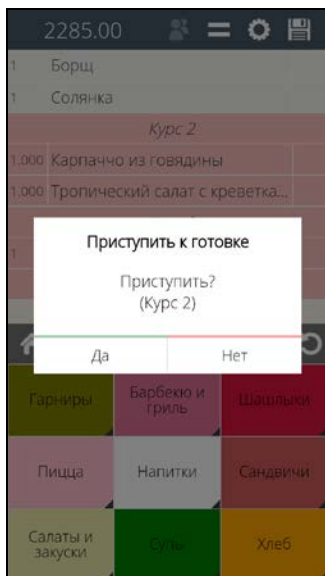 2285.00
1 Борщ
1 Солянка
Курс 2
1.000 Карпаччо из говядины
1.000 Тропический салат с креветка...
1
Приступить к готовке
Приступить?
(Курс 2)
Да Нет
Гарниры Барбекю и гриль Шашлыки
Пицца Напитки Сандвичи
Салаты и закуски Супы Хлеб